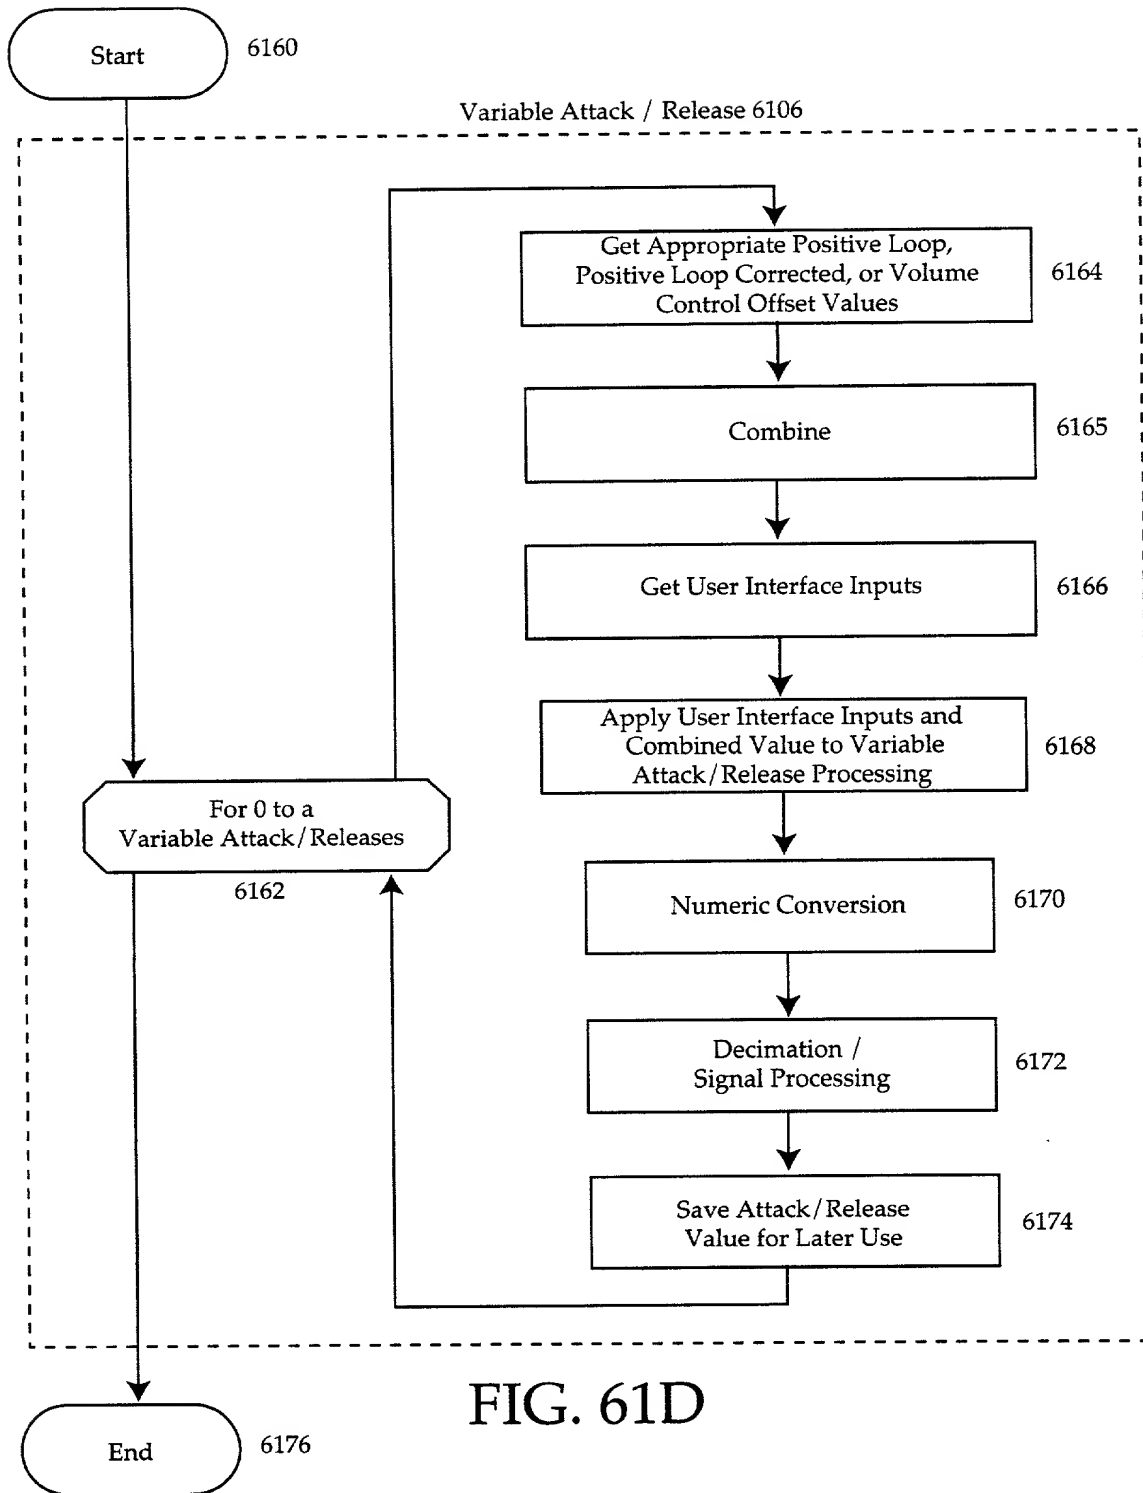 Start
6160
Variable Attack / Release 6106
Get Appropriate Positive Loop,
Positive Loop Corrected, or Volume
Control Offset Values
6164
Combine
6165
Get User Interface Inputs
6166
Apply User Interface Inputs and
Combined Value to Variable
Attack/Release Processing
6168
For 0 to a
Variable Attack/Releases
6162
Numeric Conversion
6170
Decimation /
Signal Processing
6172
Save Attack/Release
Value for Later Use
6174
FIG. 61D
End
6176